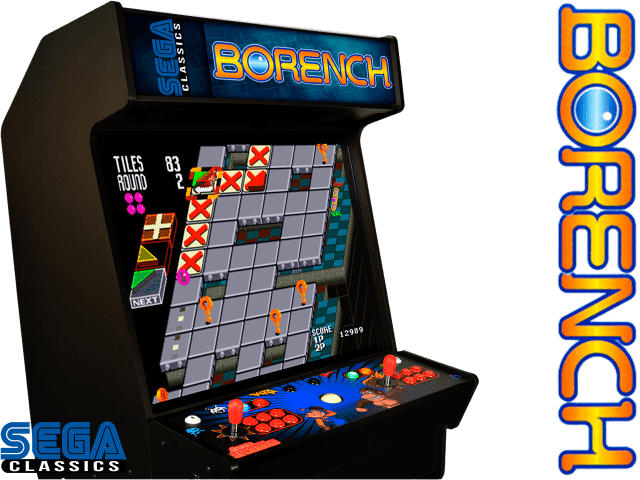 SEGA
CLASSICS
BORENCH
TILES 83
ROUND 2
NEXT
SCORE
1P 12989
2P
SEGA
CLASSICS
BORENCH